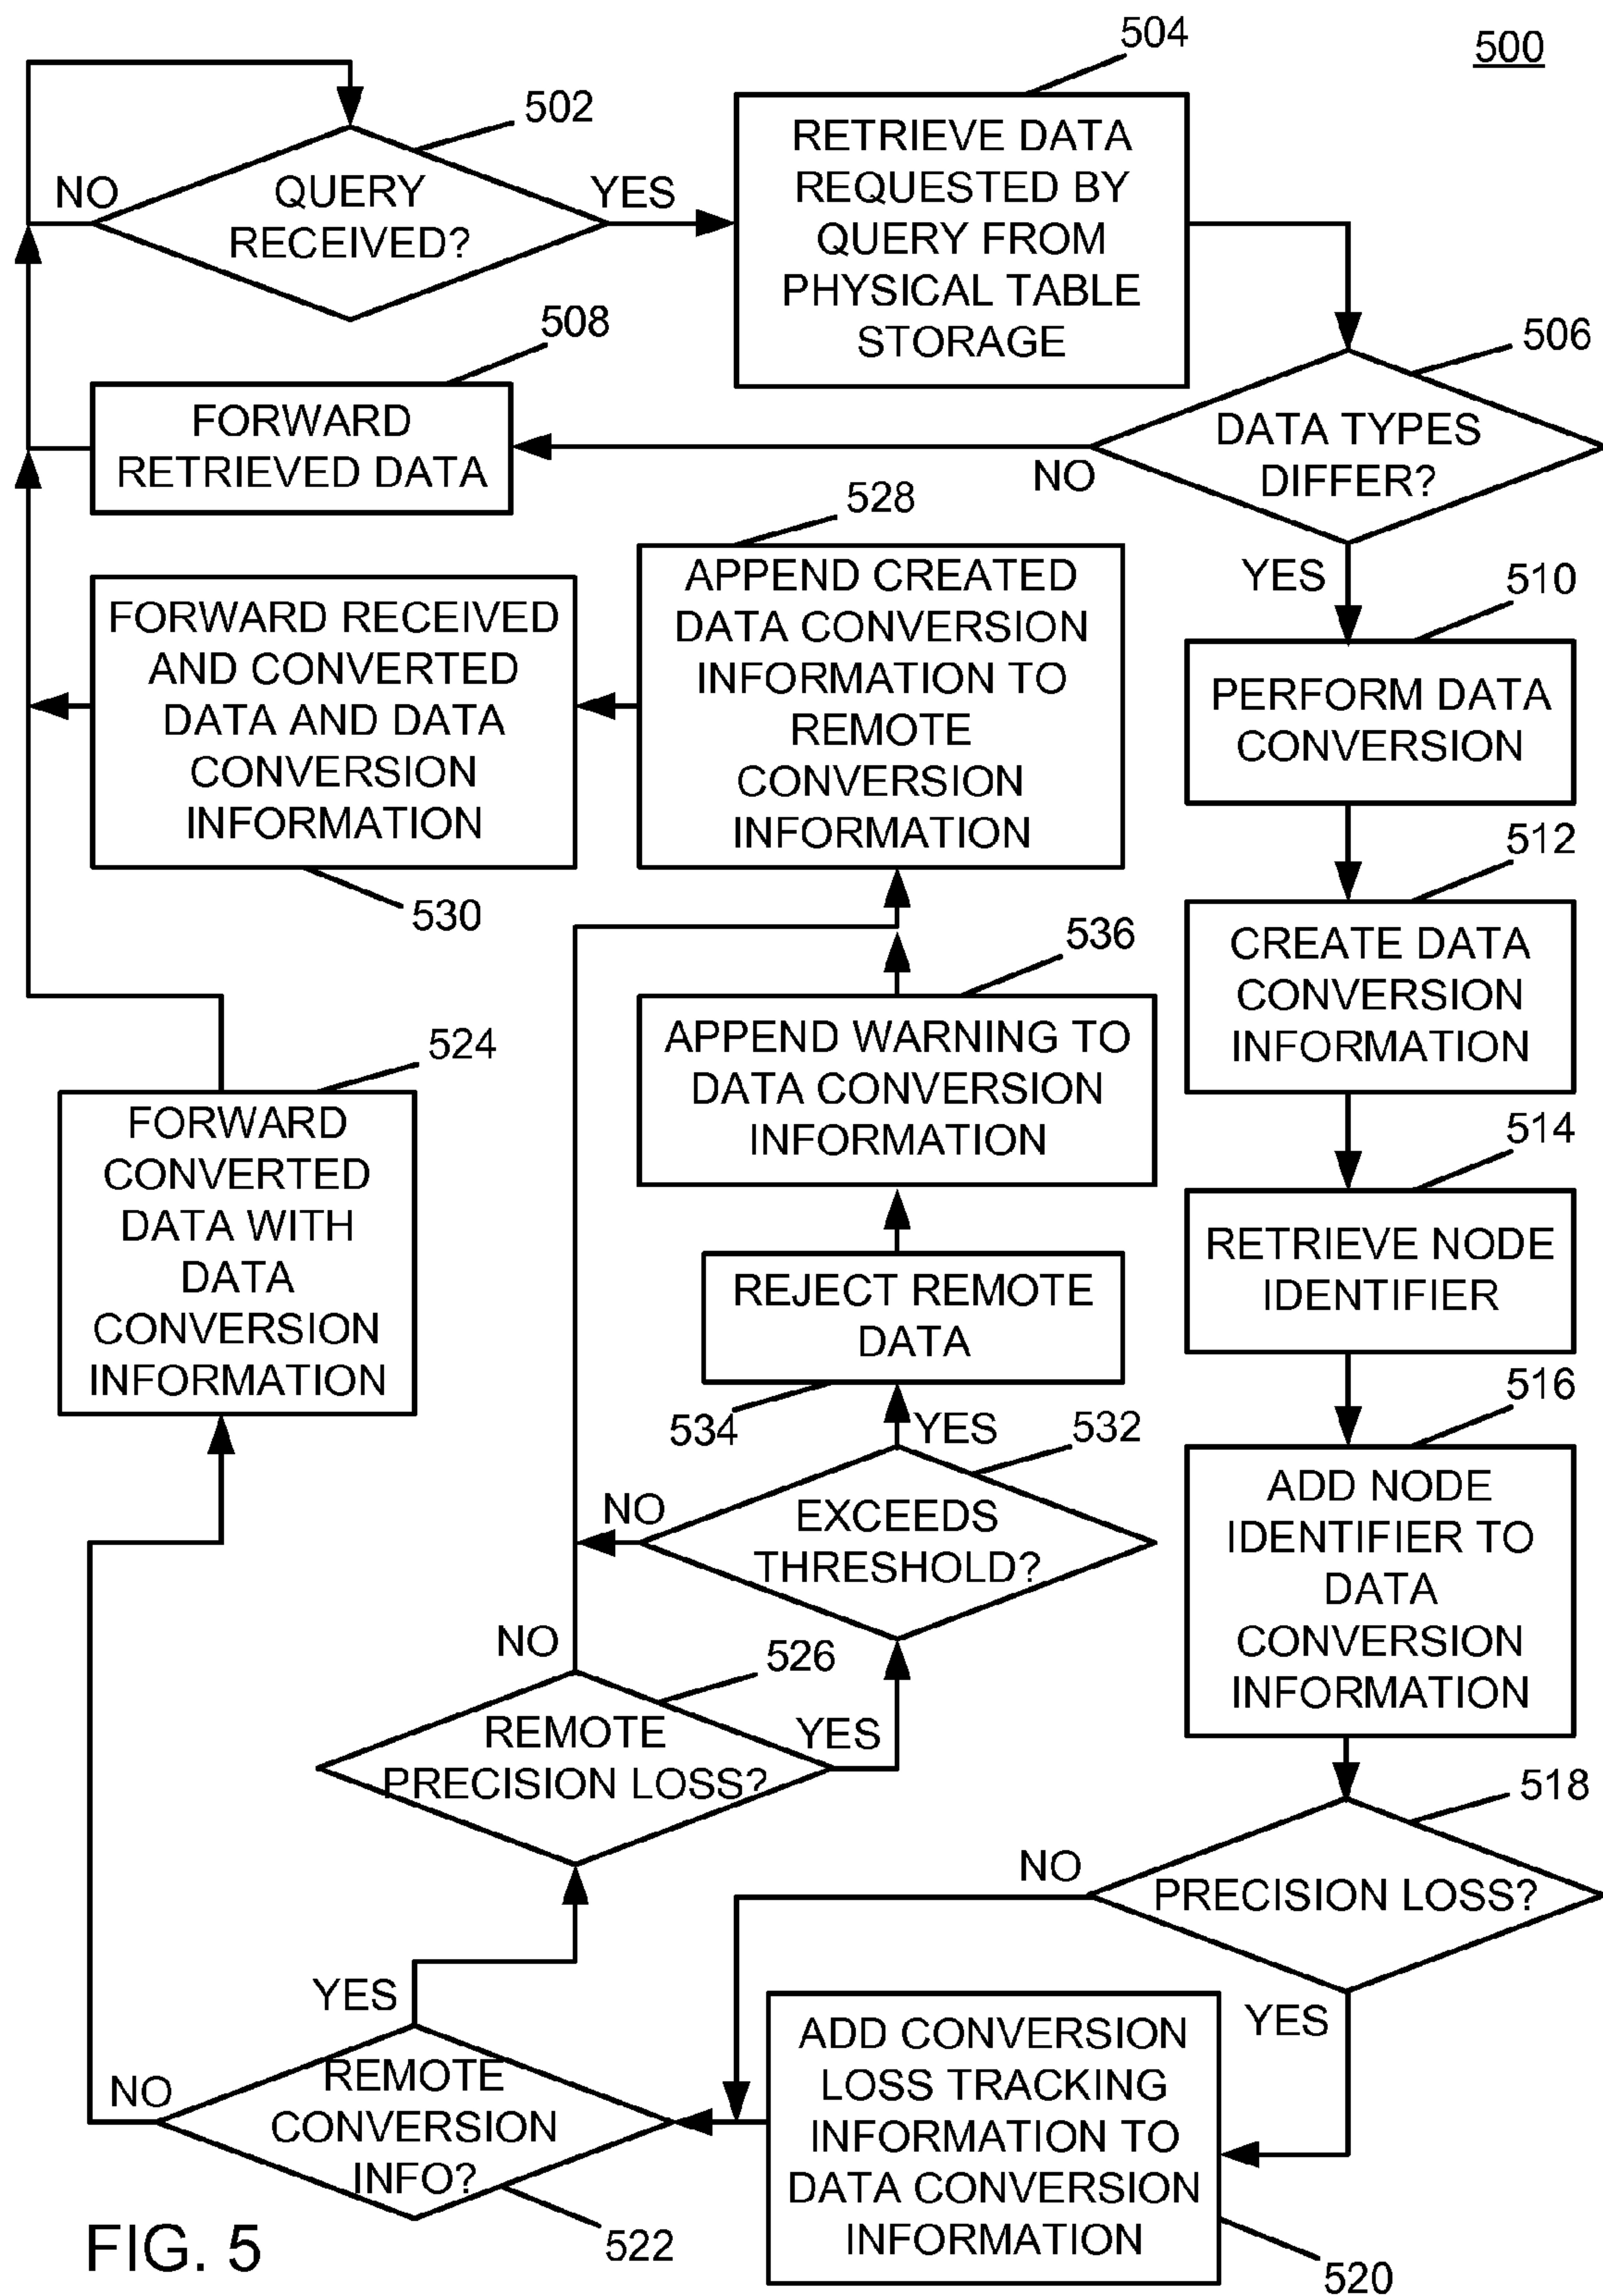 500
504
502
QUERY
RECEIVED?
NO
YES
RETRIEVE DATA
REQUESTED BY
QUERY FROM
PHYSICAL TABLE
STORAGE
506
DATA TYPES
DIFFER?
NO
YES
508
FORWARD
RETRIEVED DATA
510
PERFORM DATA
CONVERSION
512
CREATE DATA
CONVERSION
INFORMATION
514
RETRIEVE NODE
IDENTIFIER
516
ADD NODE
IDENTIFIER TO
DATA
CONVERSION
INFORMATION
518
PRECISION LOSS?
NO
YES
520
ADD CONVERSION
LOSS TRACKING
INFORMATION TO
DATA CONVERSION
INFORMATION
522
REMOTE
CONVERSION
INFO?
NO
YES
524
FORWARD
CONVERTED
DATA WITH
DATA
CONVERSION
INFORMATION
526
REMOTE
PRECISION LOSS?
NO
YES
532
EXCEEDS
THRESHOLD?
NO
YES
534
REJECT REMOTE
DATA
536
APPEND WARNING TO
DATA CONVERSION
INFORMATION
528
APPEND CREATED
DATA CONVERSION
INFORMATION TO
REMOTE
CONVERSION
INFORMATION
530
FORWARD RECEIVED
AND CONVERTED
DATA AND DATA
CONVERSION
INFORMATION
FIG. 5